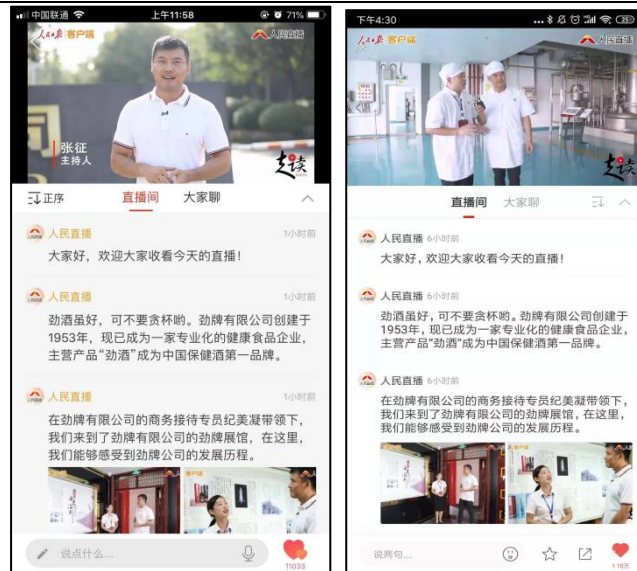 中国联通
上午11:58
71%
人民日报 客户端
人民直播
张征
主持人
走读
正序
直播间
大家聊
人民直播
1小时前
大家好，欢迎大家收看今天的直播！
人民直播
1小时前
劲酒虽好，可不要贪杯哟。劲牌有限公司创建于
1953年，现已成为一家专业化的健康食品企业，
主营产品“劲酒”成为中国保健酒第一品牌。
人民直播
1小时前
在劲牌有限公司的商务接待专员纪美凝带领下，
我们来到了劲牌有限公司的劲牌展馆，在这里，
我们能够感受到劲牌公司的发展历程。
客户端
说点什么...
11033
下午4:30
25
人民日报 客户端
人民直播
走读
直播间
大家聊
人民直播 6小时前
大家好，欢迎大家收看今天的直播！
人民直播 6小时前
劲酒虽好，可不要贪杯哟。劲牌有限公司创建于
1953年，现已成为一家专业化的健康食品企业，
主营产品“劲酒”成为中国保健酒第一品牌。
人民直播 6小时前
在劲牌有限公司的商务接待专员纪美凝带领下，
我们来到了劲牌有限公司的劲牌展馆，在这里，
我们能够感受到劲牌公司的发展历程。
客户端
说两句...